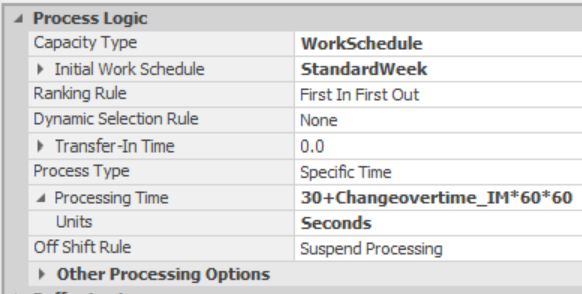 Process Logic
Capacity Type WorkSchedule
Initial Work Schedule StandardWeek
Ranking Rule First In First Out
Dynamic Selection Rule None
Transfer-In Time 0.0
Process Type Specific Time
Processing Time 30+Changeovertime_IM*60*60
Units Seconds
Off Shift Rule Suspend Processing
Other Processing Options